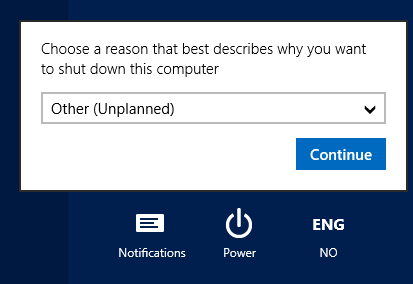 Choose a reason that best describes why you want
to shut down this computer
Other (Unplanned)
Continue
ENG
Notifications Power NO